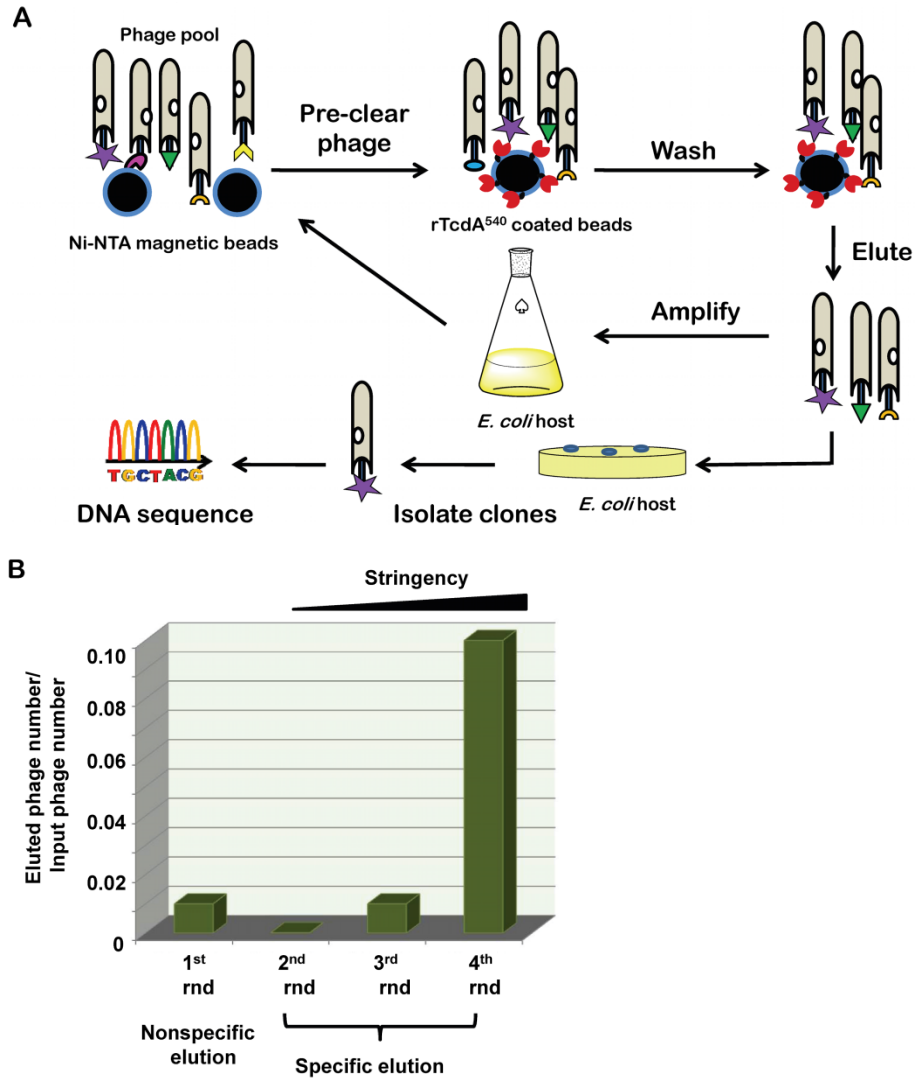 A
Phage pool
Pre-clear
phage
Wash
Ni-NTA magnetic beads
rTcdA⁵⁴⁰ coated beads
Elute
Amplify
E. coli host
TGCTACG
DNA sequence
Isolate clones
E. coli host
B
Stringency
Eluted phage number/
Input phage number
0.10
0.08
0.06
0.04
0.02
0
1st
rnd
2nd
rnd
3rd
rnd
4th
rnd
Nonspecific
elution
Specific elution